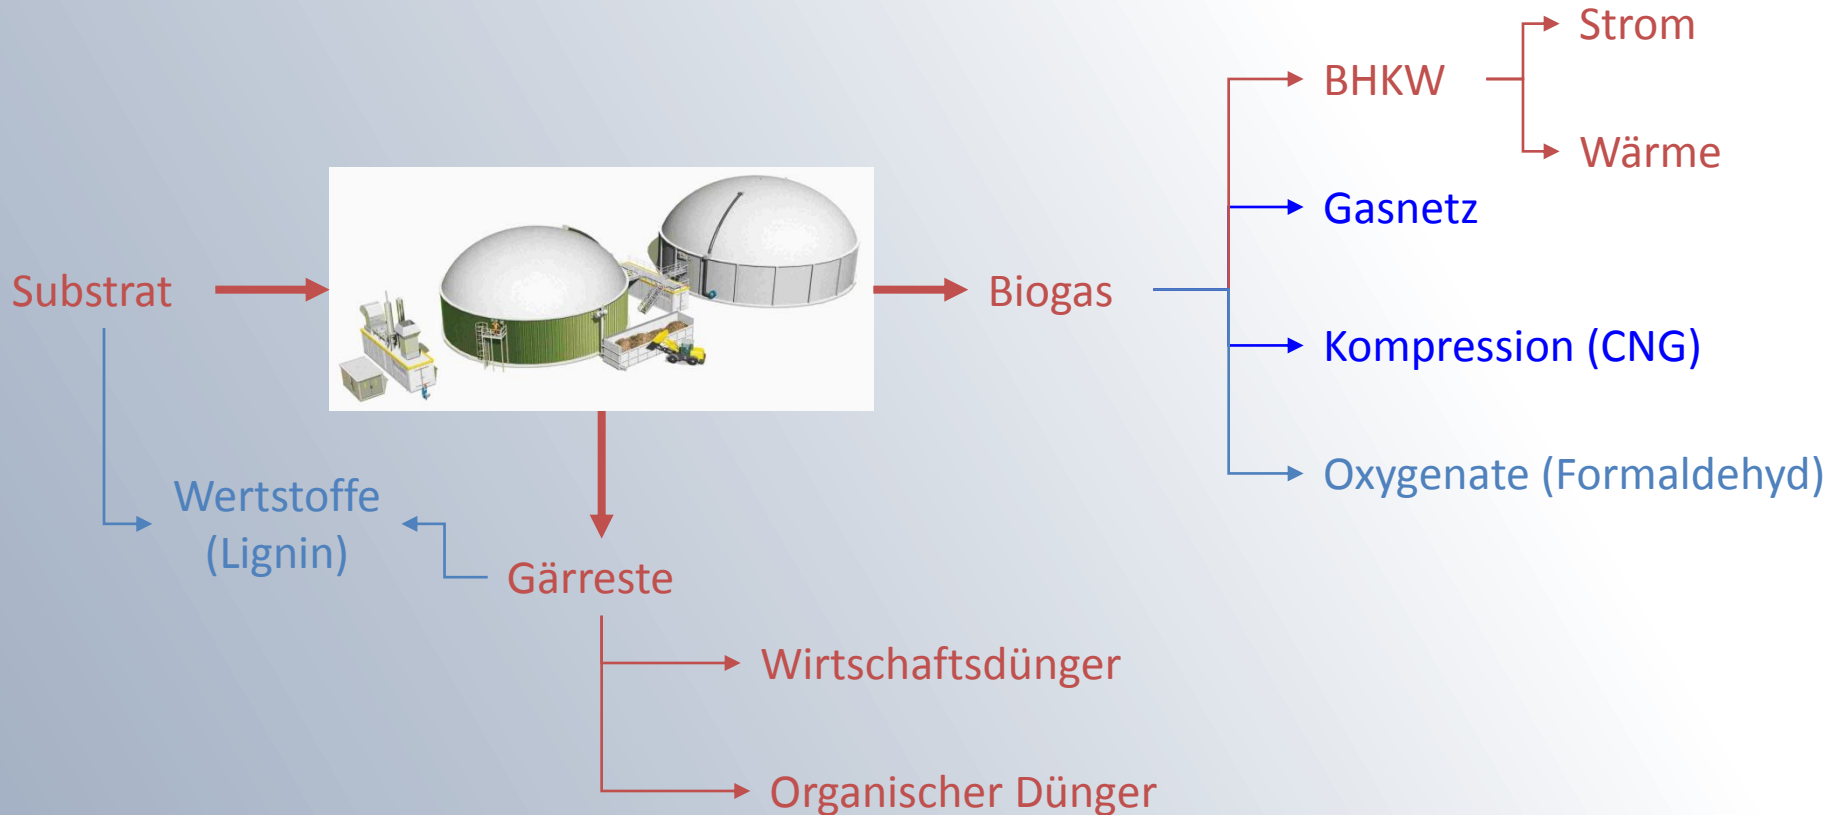 Strom
BHKW
Wärme
Gasnetz
Substrat
Biogas
Kompression (CNG)
Oxygenate (Formaldehyd)
Wertstoffe
(Lignin)
Gärreste
Wirtschaftsdünger
Organischer Dünger